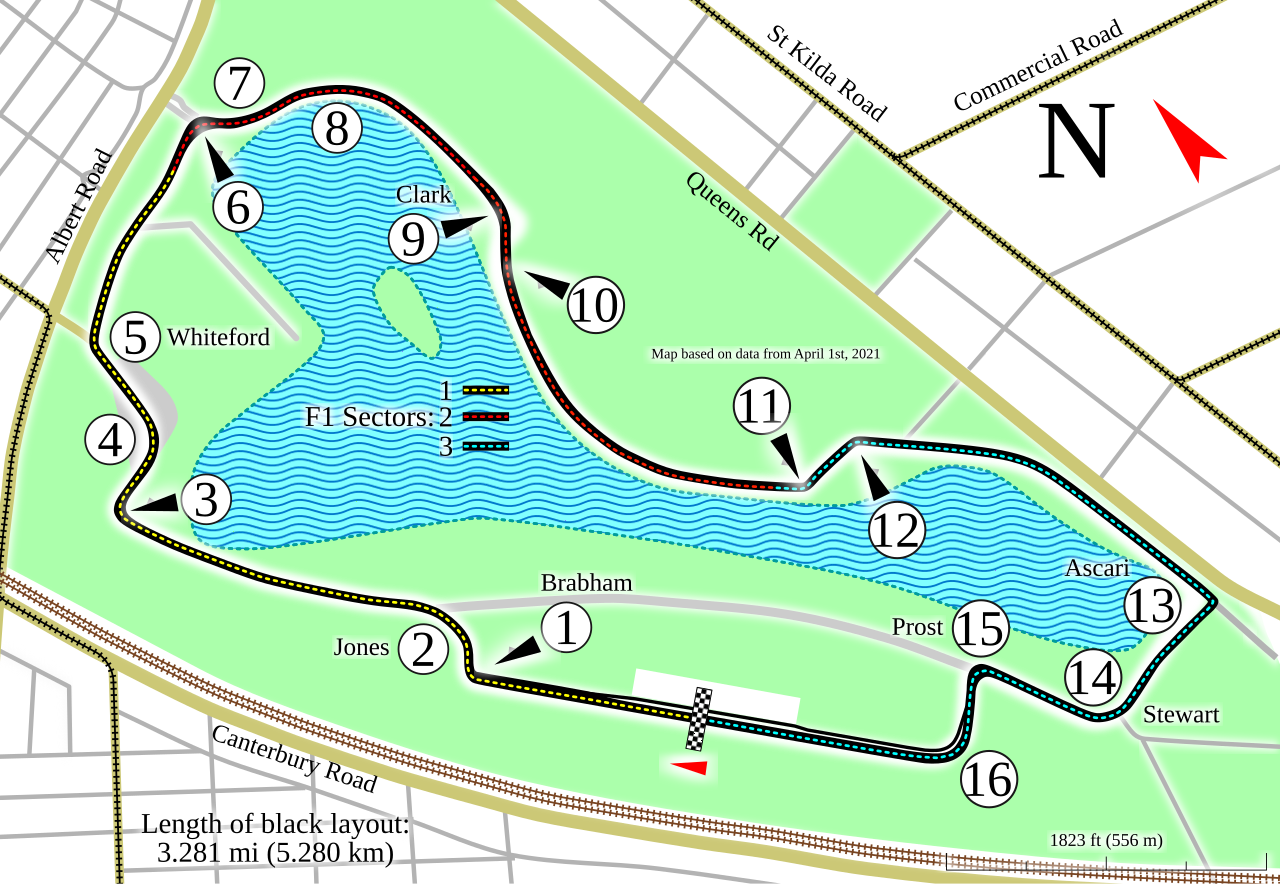 St Kilda Road
Commercial Road
N
7
8
Albert Road
6
Clark
9
Queens Rd
10
5
Whiteford
Map based on data from April 1st, 2021
1
F1 Sectors: 2
3
11
4
3
12
Ascari
13
Brabham
1
Jones
2
Prost
15
14
Stewart
16
Canterbury Road
Length of black layout:
3.281 mi (5.280 km)
1823 ft (556 m)